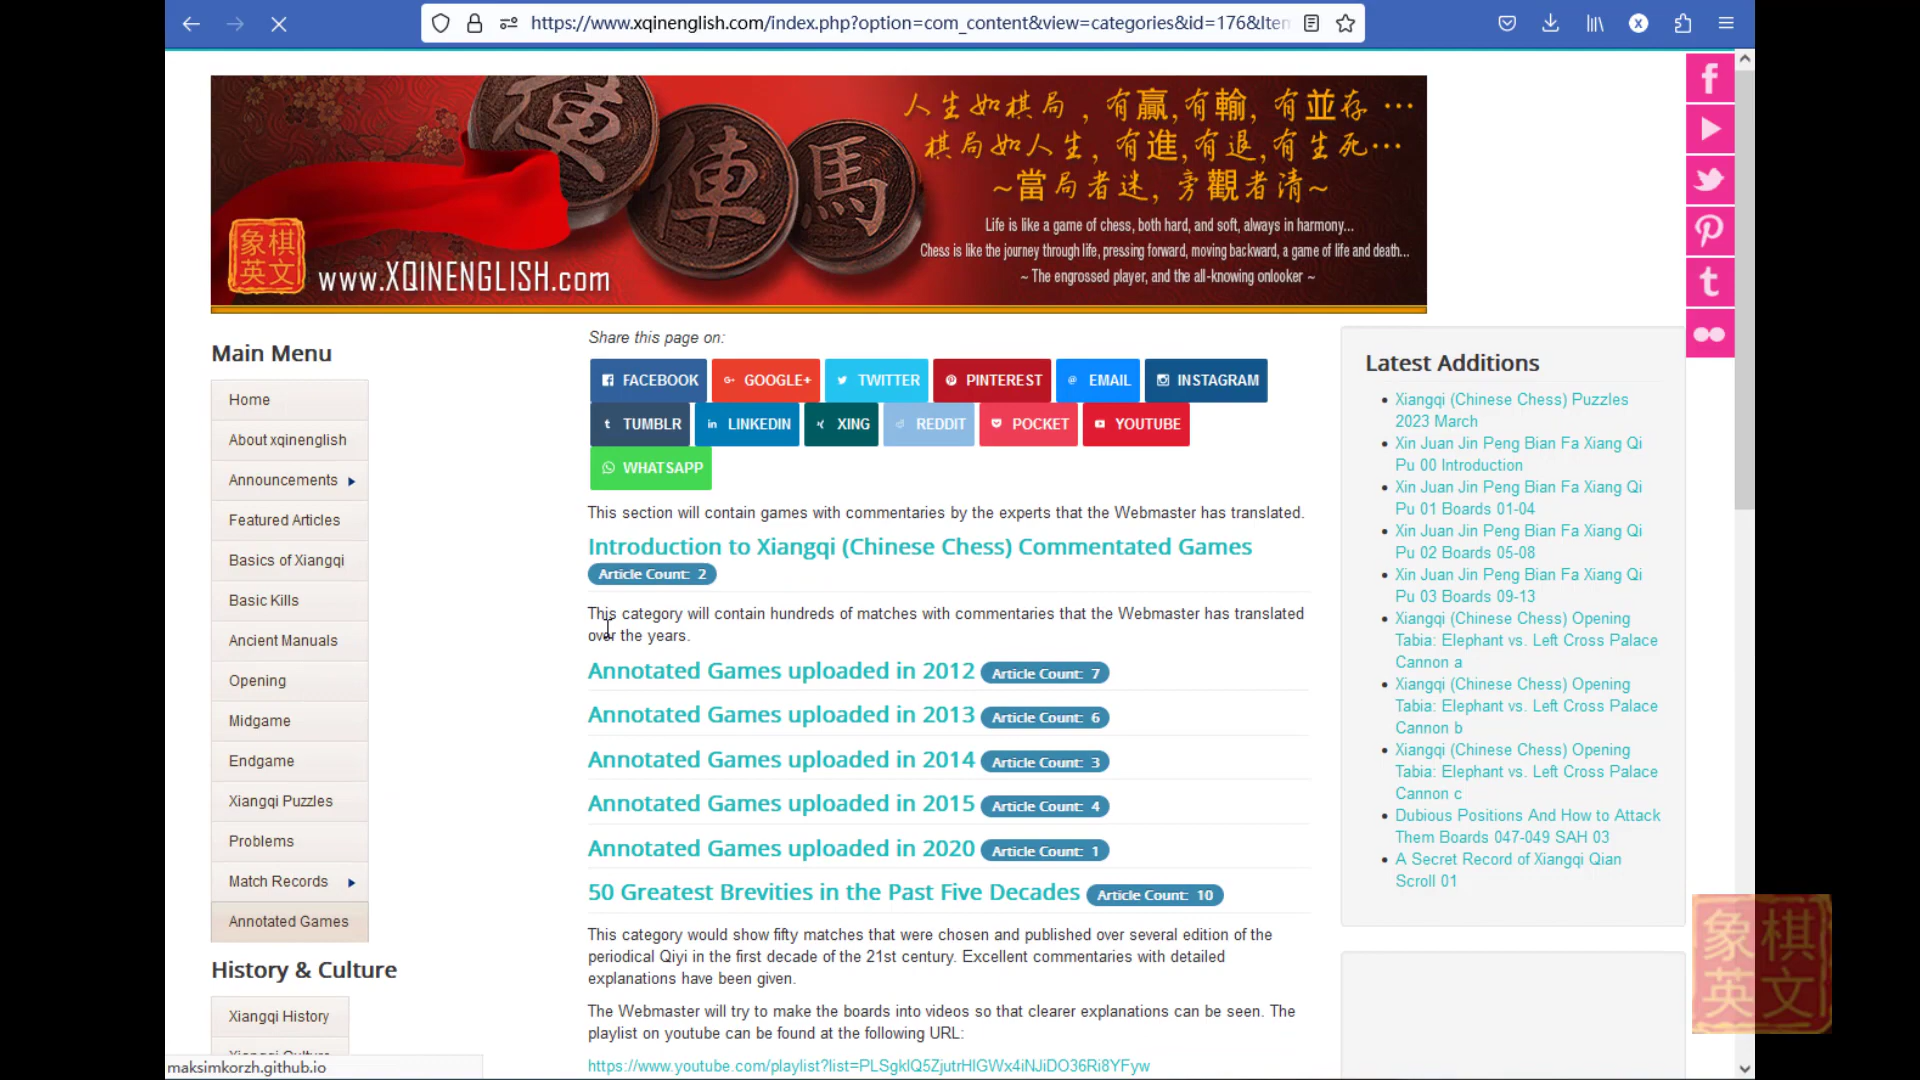 https://www.xqinenglish.com/index.php?option=com_content&view=categories&id=176&Iten
人生如棋局，有贏,有輸，有並存…
棋局如人生，有進,有退,有生死…
~當局者迷，旁觀者清~
Life is like a game of chess, both hard, and soft, always in harmony...
Chess is like the journey through life, pressing forward, moving backward, a game of life and death...
~ The engrossed player, and the all-knowing onlooker ~
車
馬
象棋
英文
www.XQINENGLISH.com
Main Menu
Home
About xqinenglish
Announcements
Featured Articles
Basics of Xiangqi
Basic Kills
Ancient Manuals
Opening
Midgame
Endgame
Xiangqi Puzzles
Problems
Match Records
Annotated Games
History & Culture
Xiangqi History
Xiangqi Culture
maksimkorzh.github.io
Share this page on:
FACEBOOK GOOGLE+ TWITTER PINTEREST EMAIL INSTAGRAM
TUMBLR LINKEDIN XING REDDIT POCKET YOUTUBE
WHATSAPP
This section will contain games with commentaries by the experts that the Webmaster has translated.
Introduction to Xiangqi (Chinese Chess) Commentated Games
Article Count: 2
This category will contain hundreds of matches with commentaries that the Webmaster has translated
over the years.
Annotated Games uploaded in 2012 Article Count: 7
Annotated Games uploaded in 2013 Article Count: 6
Annotated Games uploaded in 2014 Article Count: 3
Annotated Games uploaded in 2015 Article Count: 4
Annotated Games uploaded in 2020 Article Count: 1
50 Greatest Brevities in the Past Five Decades Article Count: 10
This category would show fifty matches that were chosen and published over several edition of the
periodical Qiyi in the first decade of the 21st century. Excellent commentaries with detailed
explanations have been given.
The Webmaster will try to make the boards into videos so that clearer explanations can be seen. The
playlist on youtube can be found at the following URL:
https://www.youtube.com/playlist?list=PLSgklQ5ZjutrHlGWx4iNJiDO36Ri8YFyw
Latest Additions
Xiangqi (Chinese Chess) Puzzles
2023 March
Xin Juan Jin Peng Bian Fa Xiang Qi
Pu 00 Introduction
Xin Juan Jin Peng Bian Fa Xiang Qi
Pu 01 Boards 01-04
Xin Juan Jin Peng Bian Fa Xiang Qi
Pu 02 Boards 05-08
Xin Juan Jin Peng Bian Fa Xiang Qi
Pu 03 Boards 09-13
Xiangqi (Chinese Chess) Opening
Tabia: Elephant vs. Left Cross Palace
Cannon a
Xiangqi (Chinese Chess) Opening
Tabia: Elephant vs. Left Cross Palace
Cannon b
Xiangqi (Chinese Chess) Opening
Tabia: Elephant vs. Left Cross Palace
Cannon c
Dubious Positions And How to Attack
Them Boards 047-049 SAH 03
A Secret Record of Xiangqi Qian
Scroll 01
象棋
英文